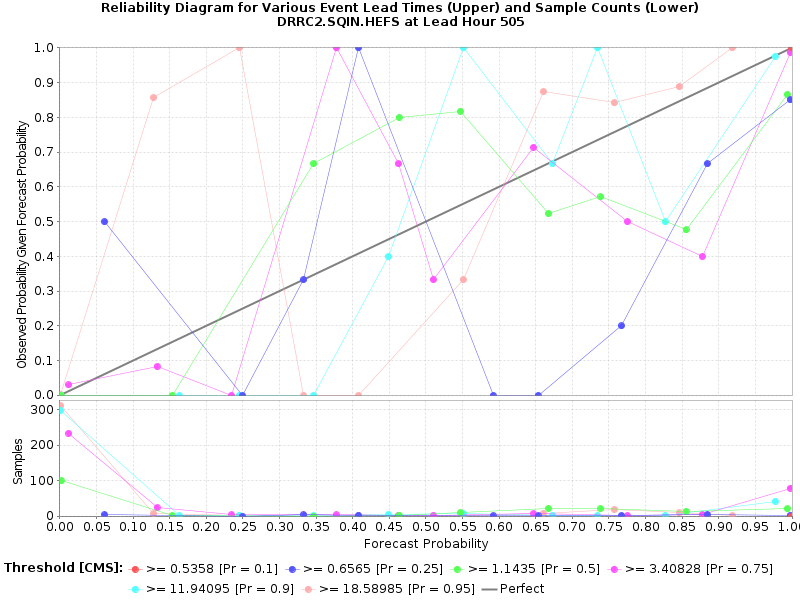 Reliability Diagram for Various Event Lead Times (Upper) and Sample Counts (Lower)
DRRC2.SQIN.HEFS at Lead Hour 505
Observed Probability Given Forecast Probability
1.0
0.9
0.8
0.7
0.6
0.5
0.4
0.3
0.2
0.1
0.0
Samples
300
200
100
0
0.00 0.05 0.10 0.15 0.20 0.25 0.30 0.35 0.40 0.45 0.50 0.55 0.60 0.65 0.70 0.75 0.80 0.85 0.90 0.95 1.00
Forecast Probability
Threshold [CMS]: >= 0.5358 [Pr = 0.1] >= 0.6565 [Pr = 0.25] >= 1.1435 [Pr = 0.5] >= 3.40828 [Pr = 0.75]
>= 11.94095 [Pr = 0.9] >= 18.58985 [Pr = 0.95] Perfect